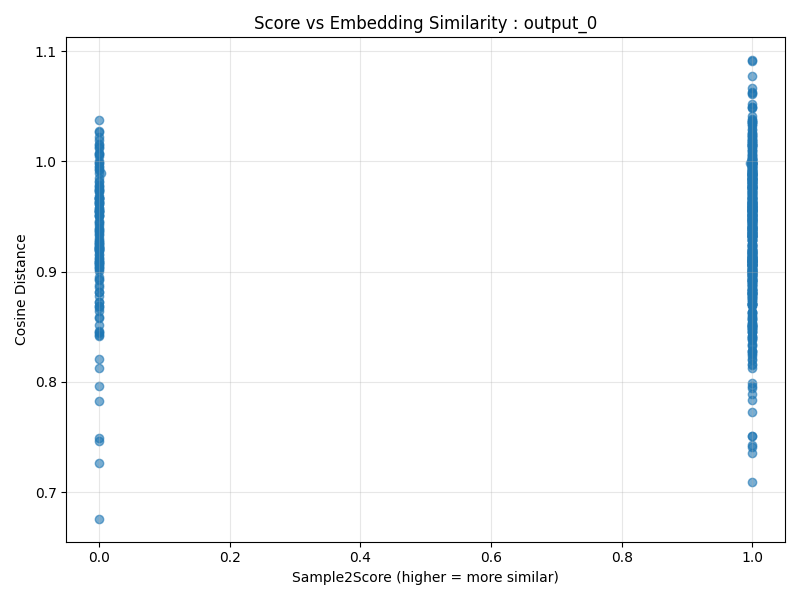 Score vs Embedding Similarity : output_0
1.1
1.0
0.9
0.8
0.7
Cosine Distance
0.0 0.2 0.4 0.6 0.8 1.0
Sample2Score (higher = more similar)